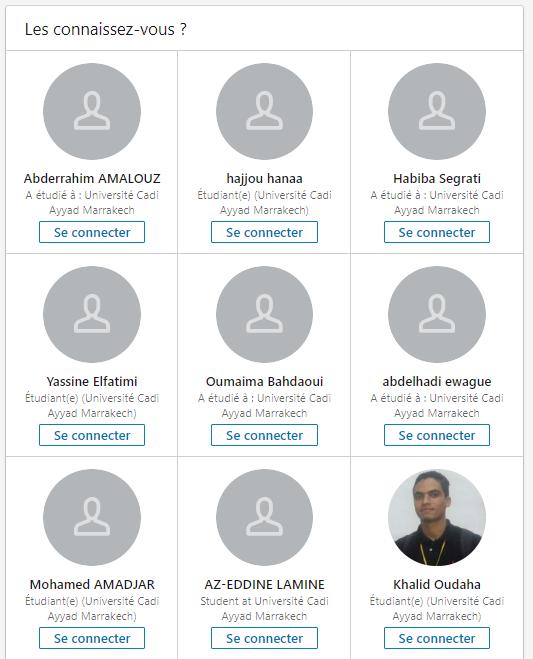 Les connaissez-vous ?
Abderrahim AMALOUZ
A étudié à : Université Cadi
Ayyad Marrakech
Se connecter
hajjou hanaa
Étudiant(e) (Université Cadi
Ayyad Marrakech)
Se connecter
Habiba Segrati
A étudié à : Université Cadi
Ayyad Marrakech
Se connecter
Yassine Elfatimi
Étudiant(e) (Université Cadi
Ayyad Marrakech)
Se connecter
Oumaima Bahdaoui
A étudié à : Université Cadi
Ayyad Marrakech
Se connecter
abdelhadi ewague
A étudié à : Université Cadi
Ayyad Marrakech
Se connecter
Mohamed AMADJAR
Étudiant(e) (Université Cadi
Ayyad Marrakech)
Se connecter
AZ-EDDINE LAMINE
Student at Université Cadi
Ayyad Marrakech
Se connecter
Khalid Oudaha
Étudiant(e) (Université Cadi
Ayyad Marrakech)
Se connecter